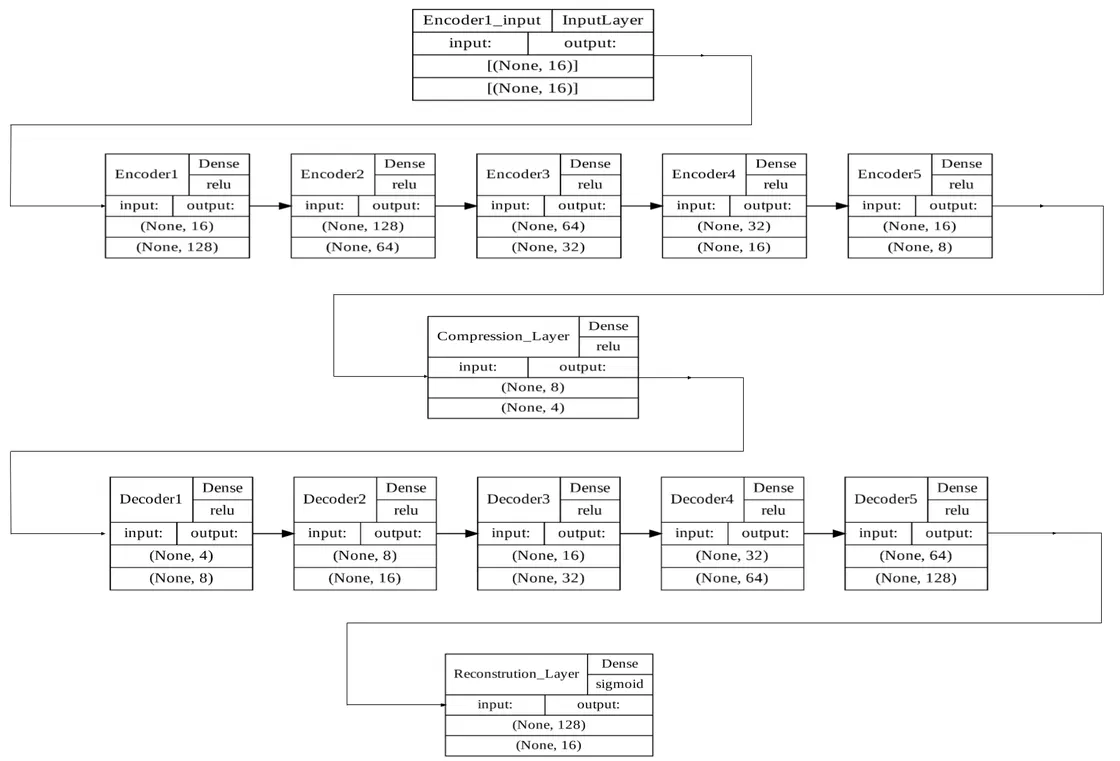 Encoder1_input InputLayer
input: output:
[(None, 16)]
[(None, 16)]
Encoder1 Dense relu
input: output:
(None, 16)
(None, 128)
Encoder2 Dense relu
input: output:
(None, 128)
(None, 64)
Encoder3 Dense relu
input: output:
(None, 64)
(None, 32)
Encoder4 Dense relu
input: output:
(None, 32)
(None, 16)
Encoder5 Dense relu
input: output:
(None, 16)
(None, 8)
Compression_Layer Dense relu
input: output:
(None, 8)
(None, 4)
Decoder1 Dense relu
input: output:
(None, 4)
(None, 8)
Decoder2 Dense relu
input: output:
(None, 8)
(None, 16)
Decoder3 Dense relu
input: output:
(None, 16)
(None, 32)
Decoder4 Dense relu
input: output:
(None, 32)
(None, 64)
Decoder5 Dense relu
input: output:
(None, 64)
(None, 128)
Reconstrution_Layer Dense sigmoid
input: output:
(None, 128)
(None, 16)